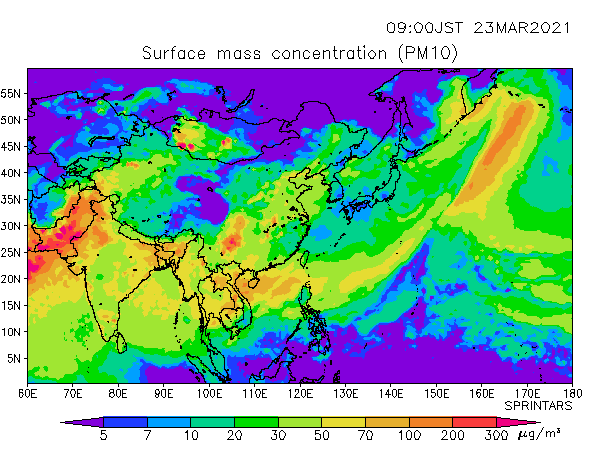 09:00JST 23MAR2021
Surface mass concentration (PM10)
55N
50N
45N
40N
35N
30N
25N
20N
15N
10N
5N
60E 70E 80E 90E 100E 110E 120E 130E 140E 150E 160E 170E 180
SPRINTARS
5 7 10 20 30 50 70 100 200 300 μg/m³